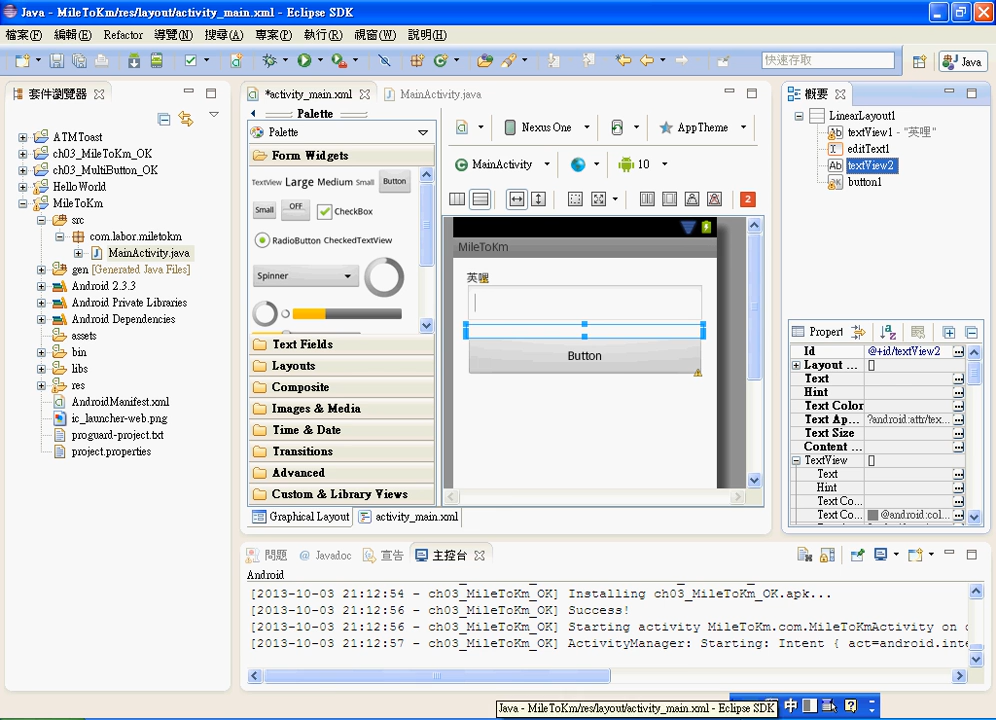 Java - MileToKm/res/layout/activity_main.xml - Eclipse SDK
檔案(F) 編輯(E) Refactor 導覽(N) 搜尋(A) 專案(P) 執行(R) 視窗(W) 說明(H)
快速存取
Java
套件瀏覽器
ATMToast
ch03_MileToKm_OK
ch03_MultiButton_OK
HelloWorld
MileToKm
src
com.labor.miletokm
MainActivity.java
gen [Generated Java Files]
Android 2.3.3
Android Private Libraries
Android Dependencies
assets
bin
libs
res
AndroidManifest.xml
ic_launcher-web.png
proguard-project.txt
project.properties
*activity_main.xml
MainActivity.java
Palette
Palette
Form Widgets
TextView Large Medium Small Button
Small OFF CheckBox
RadioButton CheckedTextView
Spinner
Text Fields
Layouts
Composite
Images & Media
Time & Date
Transitions
Advanced
Custom & Library Views
Nexus One
AppTheme
MainActivity
10
2
MileToKm
英哩
Button
Graphical Layout
activity_main.xml
概要
LinearLayout1
textView1 - "英哩"
editText1
textView2
button1
Propert
Id @+id/textView2
Layout ... []
Text
Hint
Text Color
Text Ap... ?android:attr/tex...
Text Size
Content ...
TextView []
Text
Hint
Text Co...
Text Co... @android:col...
問題 @ Javadoc 宣告 主控台
Android
[2013-10-03 21:12:54 - ch03_MileToKm_OK] Installing ch03_MileToKm_OK.apk...
[2013-10-03 21:12:56 - ch03_MileToKm_OK] Success!
[2013-10-03 21:12:56 - ch03_MileToKm_OK] Starting activity MileToKm.com.MileToKmActivity on
[2013-10-03 21:12:57 - ch03_MileToKm_OK] ActivityManager: Starting: Intent { act=android.inte
Java - MileToKm/res/layout/activity_main.xml - Eclipse SDK
中